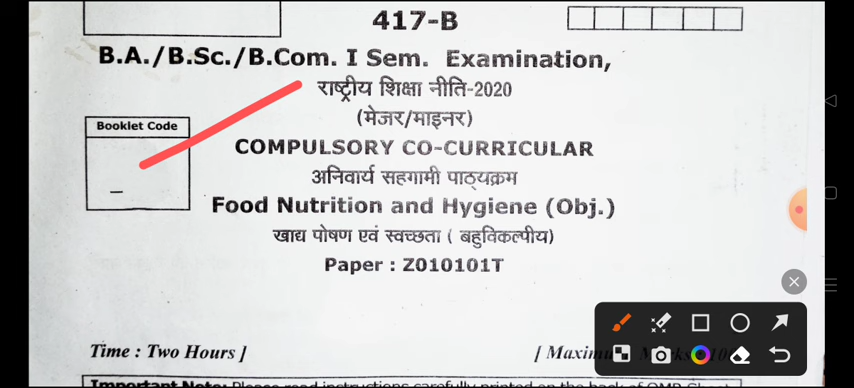 417-B
B.A./B.Sc./B.Com. I Sem. Examination,
राष्ट्रीय शिक्षा नीति-2020
(मेजर/माइनर)
Booklet Code
COMPULSORY CO-CURRICULAR
अनिवार्य सहगामी पाठ्यक्रम
Food Nutrition and Hygiene (Obj.)
खाद्य पोषण एवं स्वच्छता ( बहुविकल्पीय)
Paper : Z010101T
Time : Two Hours ]
Important Note: Please read instructions carefully printed on the back of OMR Sheet